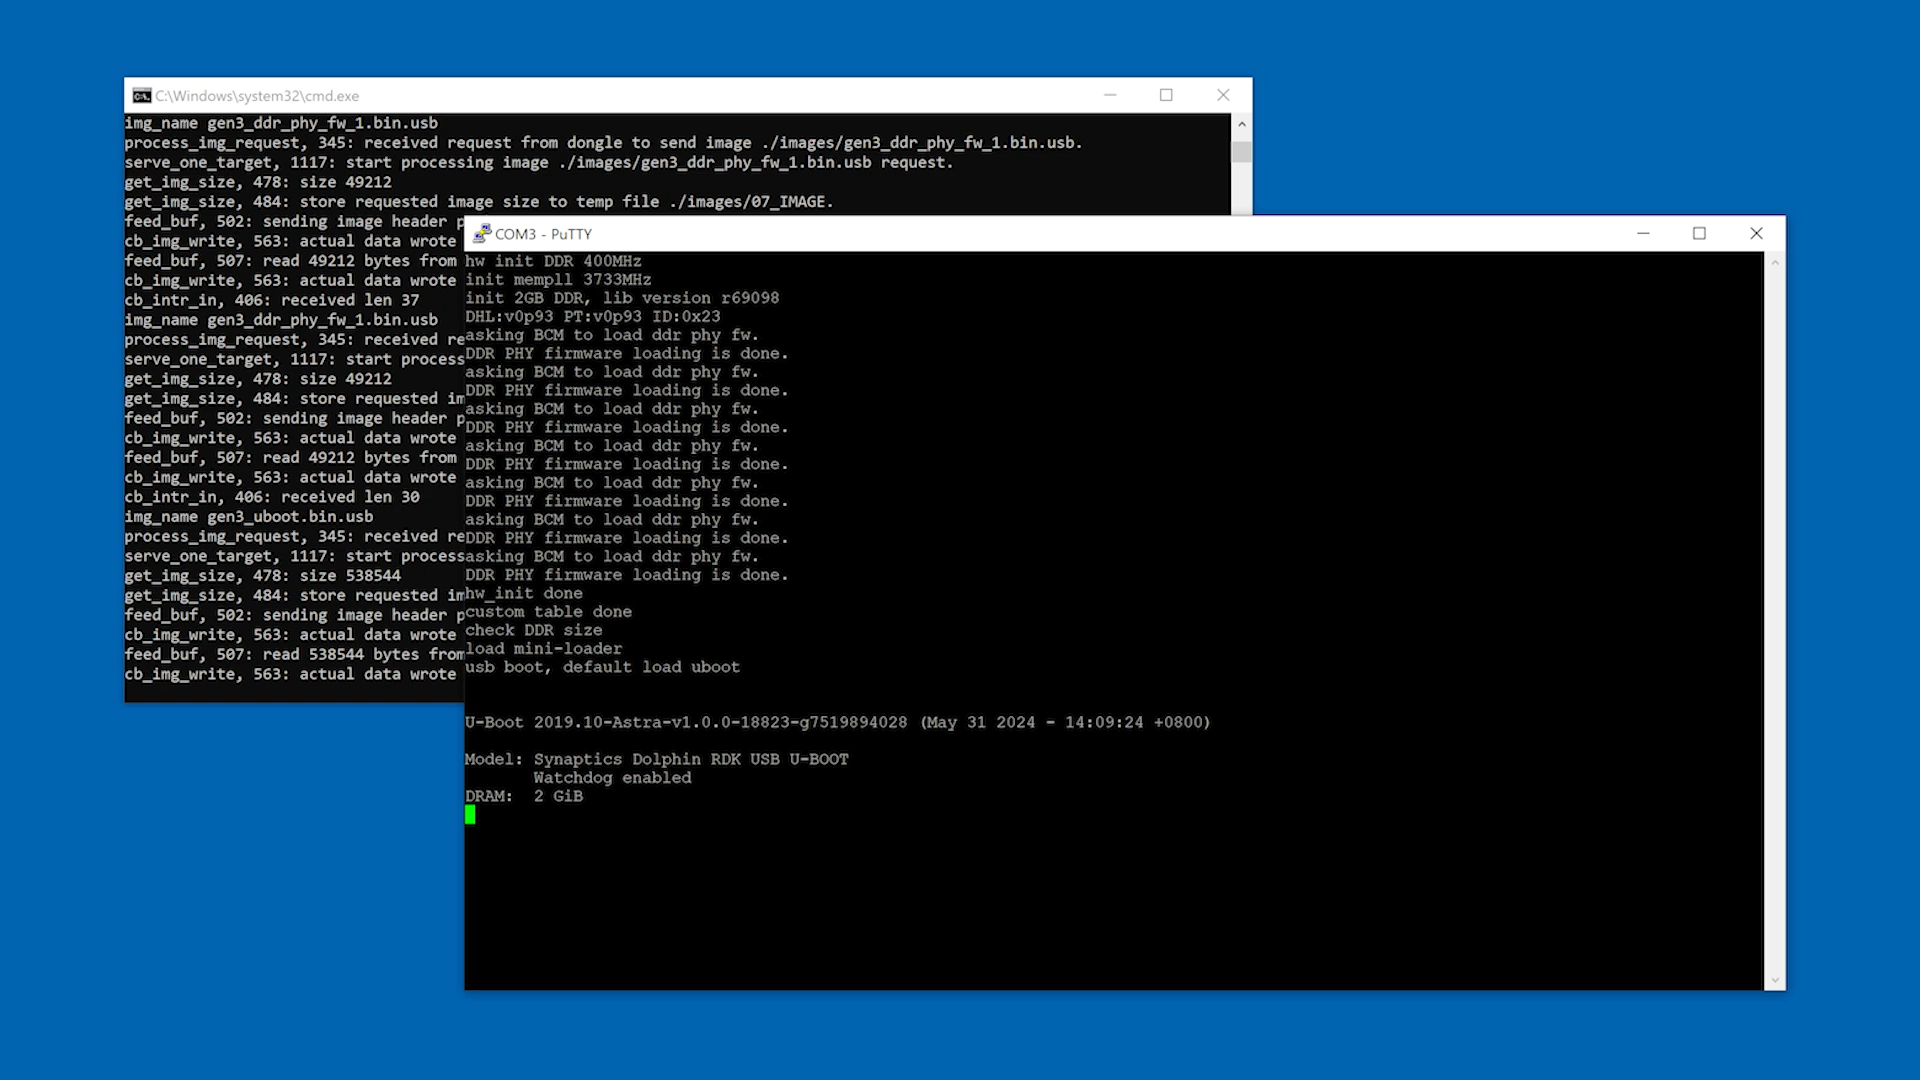 C:\Windows\system32\cmd.exe
img_name gen3_ddr_phy_fw_1.bin.usb
process_img_request, 345: received request from dongle to send image ./images/gen3_ddr_phy_fw_1.bin.usb.
serve_one_target, 1117: start processing image ./images/gen3_ddr_phy_fw_1.bin.usb request.
get_img_size, 478: size 49212
get_img_size, 484: store requested image size to temp file ./images/07_IMAGE.
feed_buf, 502: sending image header p
cb_img_write, 563: actual data wrote
feed_buf, 507: read 49212 bytes from
cb_img_write, 563: actual data wrote
cb_intr_in, 406: received len 37
img_name gen3_ddr_phy_fw_1.bin.usb
process_img_request, 345: received re
serve_one_target, 1117: start process
get_img_size, 478: size 49212
get_img_size, 484: store requested im
feed_buf, 502: sending image header p
cb_img_write, 563: actual data wrote
feed_buf, 507: read 49212 bytes from
cb_img_write, 563: actual data wrote
cb_intr_in, 406: received len 30
img_name gen3_uboot.bin.usb
process_img_request, 345: received re
serve_one_target, 1117: start process
get_img_size, 478: size 538544
get_img_size, 484: store requested im
feed_buf, 502: sending image header p
cb_img_write, 563: actual data wrote
feed_buf, 507: read 538544 bytes from
cb_img_write, 563: actual data wrote
COM3 - PuTTY
hw init DDR 400MHz
init mempll 3733MHz
init 2GB DDR, lib version r69098
DHL:v0p93 PT:v0p93 ID:0x23
asking BCM to load ddr phy fw.
DDR PHY firmware loading is done.
asking BCM to load ddr phy fw.
DDR PHY firmware loading is done.
asking BCM to load ddr phy fw.
DDR PHY firmware loading is done.
asking BCM to load ddr phy fw.
DDR PHY firmware loading is done.
asking BCM to load ddr phy fw.
DDR PHY firmware loading is done.
asking BCM to load ddr phy fw.
DDR PHY firmware loading is done.
asking BCM to load ddr phy fw.
DDR PHY firmware loading is done.
hw_init done
custom table done
check DDR size
load mini-loader
usb boot, default load uboot
U-Boot 2019.10-Astra-v1.0.0-18823-g7519894028 (May 31 2024 - 14:09:24 +0800)
Model: Synaptics Dolphin RDK USB U-BOOT
Watchdog enabled
DRAM: 2 GiB